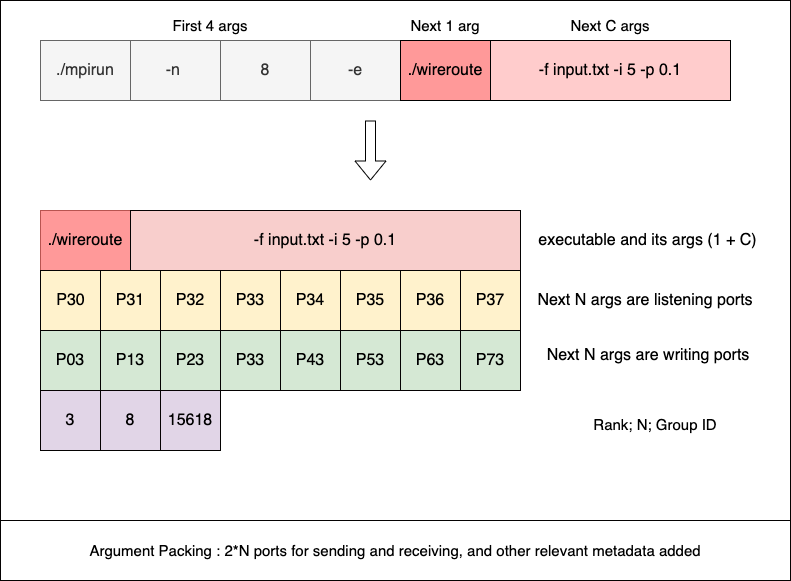 First 4 args Next 1 arg Next C args
./mpirun -n 8 -e ./wireroute -f input.txt -i 5 -p 0.1
./wireroute -f input.txt -i 5 -p 0.1 executable and its args (1 + C)
P30 P31 P32 P33 P34 P35 P36 P37 Next N args are listening ports
P03 P13 P23 P33 P43 P53 P63 P73 Next N args are writing ports
3 8 15618 Rank; N; Group ID
Argument Packing : 2*N ports for sending and receiving, and other relevant metadata added